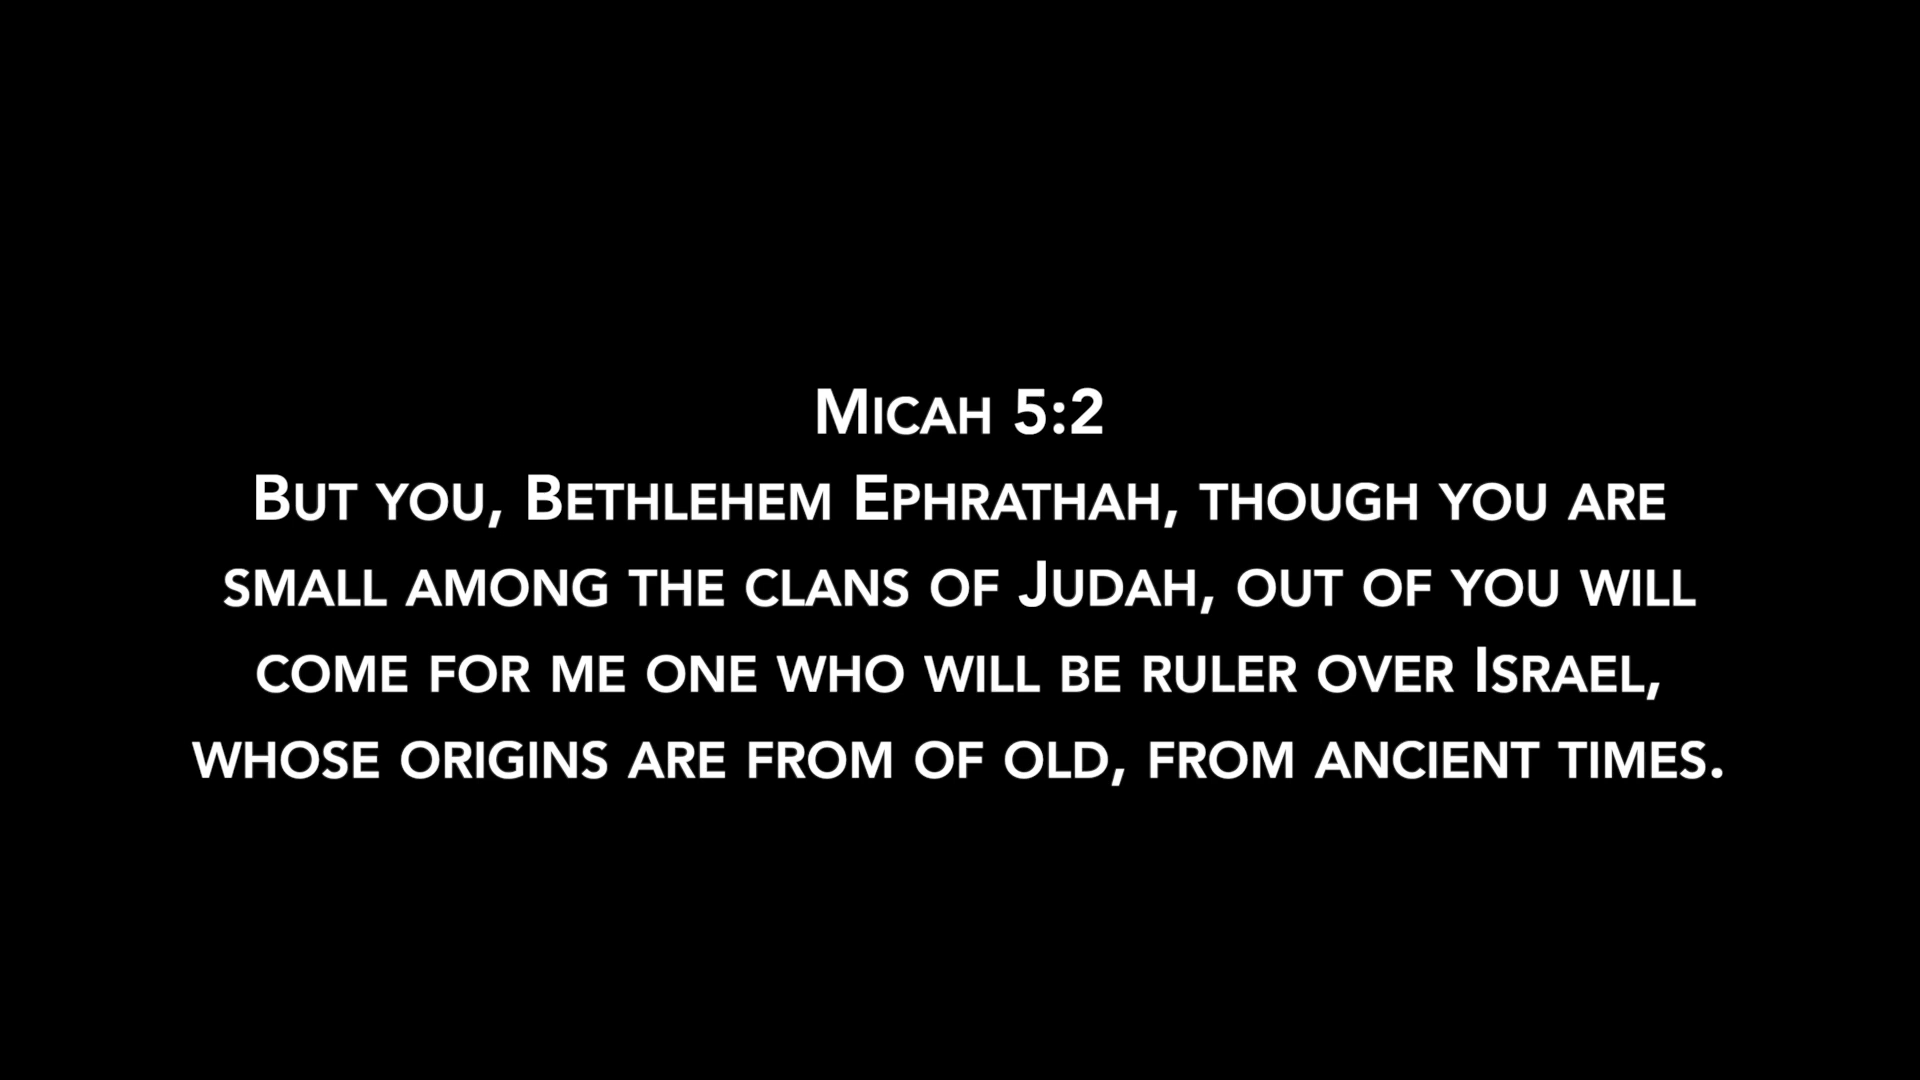 Micah 5:2
But you, Bethlehem Ephrathah, though you are
small among the clans of Judah, out of you will
come for me one who will be ruler over Israel,
whose origins are from of old, from ancient times.